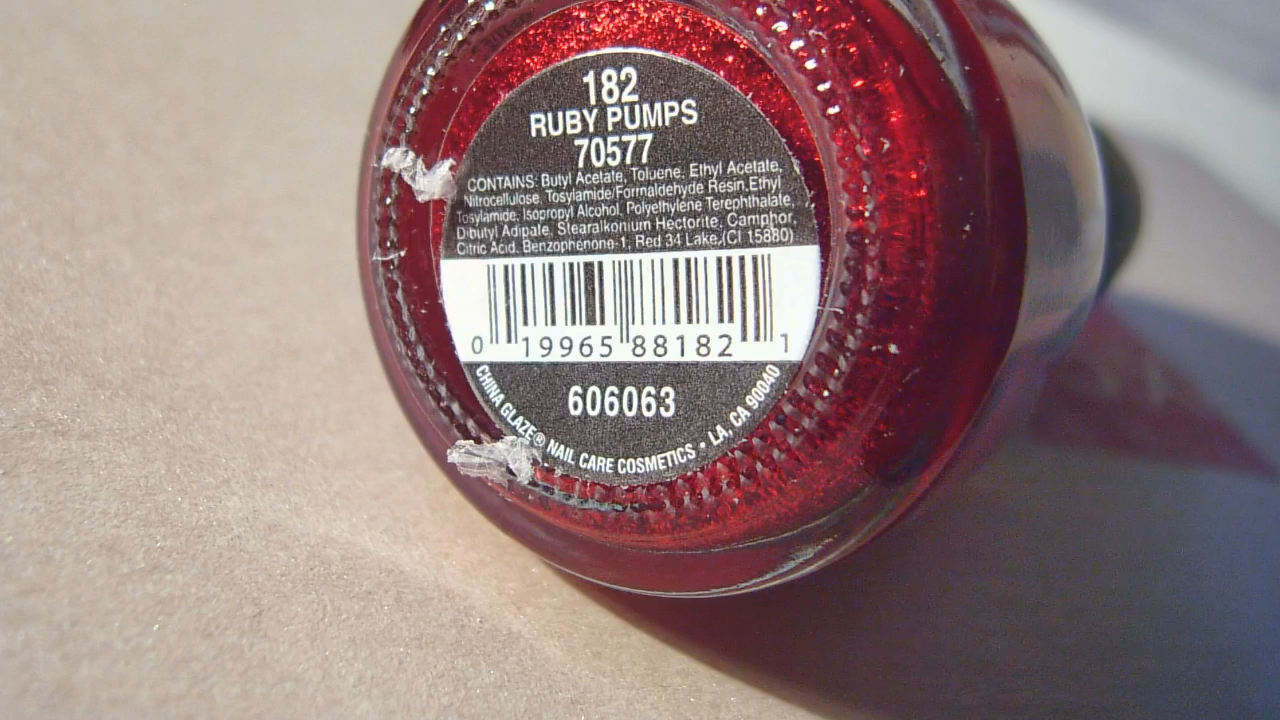 182
RUBY PUMPS
70577
CONTAINS: Butyl Acetate, Toluene, Ethyl Acetate,
Nitrocellulose, Tosylamide/Formaldehyde Resin,Ethyl
Tosylamide, Isopropyl Alcohol, Polyethylene Terephthalate,
Dibutyl Adipate, Stearalkonium Hectorite, Camphor,
Citric Acid, Benzophenone-1, Red 34 Lake,(CI 15880)
0 19965 88182 1
606063
CHINA GLAZE® NAIL CARE COSMETICS • LA, CA 90040